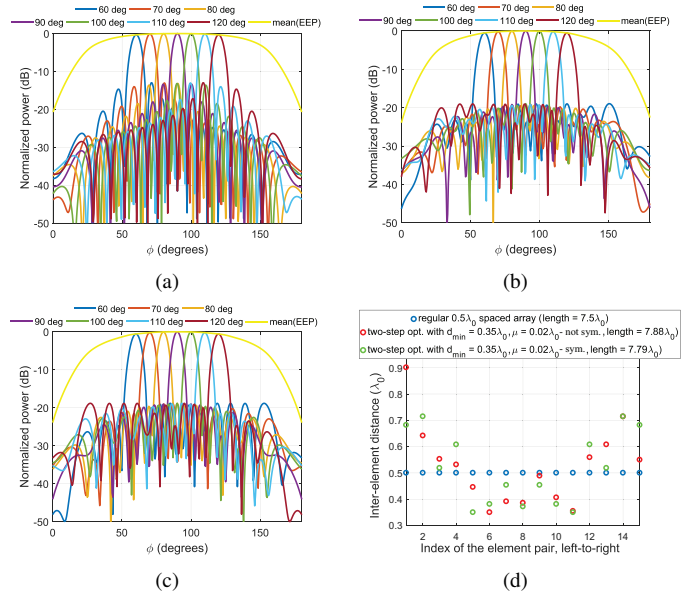 60 deg 70 deg 80 deg
90 deg 100 deg 110 deg 120 deg mean(EEP)
0
-10
-20
-30
-40
-50
Normalized power (dB)
0 50 100 150
ϕ (degrees)
(a)
60 deg 70 deg 80 deg
90 deg 100 deg 110 deg 120 deg mean(EEP)
0
-10
-20
-30
-40
-50
Normalized power (dB)
0 50 100 150
ϕ (degrees)
(b)
60 deg 70 deg 80 deg
90 deg 100 deg 110 deg 120 deg mean(EEP)
0
-10
-20
-30
-40
-50
Normalized power (dB)
0 50 100 150
ϕ (degrees)
(c)
regular 0.5λ0 spaced array (length = 7.5λ0)
two-step opt. with dmin = 0.35λ0, μ = 0.02λ0- not sym., length = 7.88λ0)
two-step opt. with dmin = 0.35λ0, μ = 0.02λ0- sym., length = 7.79λ0)
0.9
0.8
0.7
0.6
0.5
0.4
0.3
Inter-element distance (λ0)
2 4 6 8 10 12 14
Index of the element pair, left-to-right
(d)